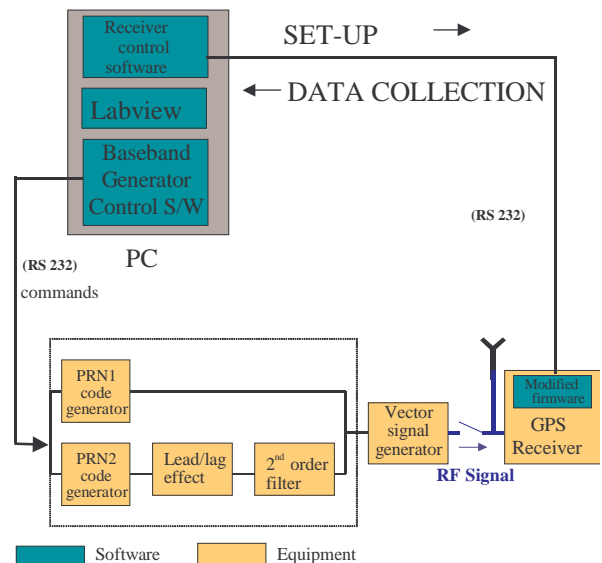 Receiver
control
software
SET-UP
DATA COLLECTION
Labview
Baseband
Generator
Control S/W
PC
(RS 232)
commands
(RS 232)
PRN1
code
generator
PRN2
code
generator
Lead/lag
effect
2nd order
filter
Vector
signal
generator
RF Signal
Modified
firmware
GPS
Receiver
Software
Equipment